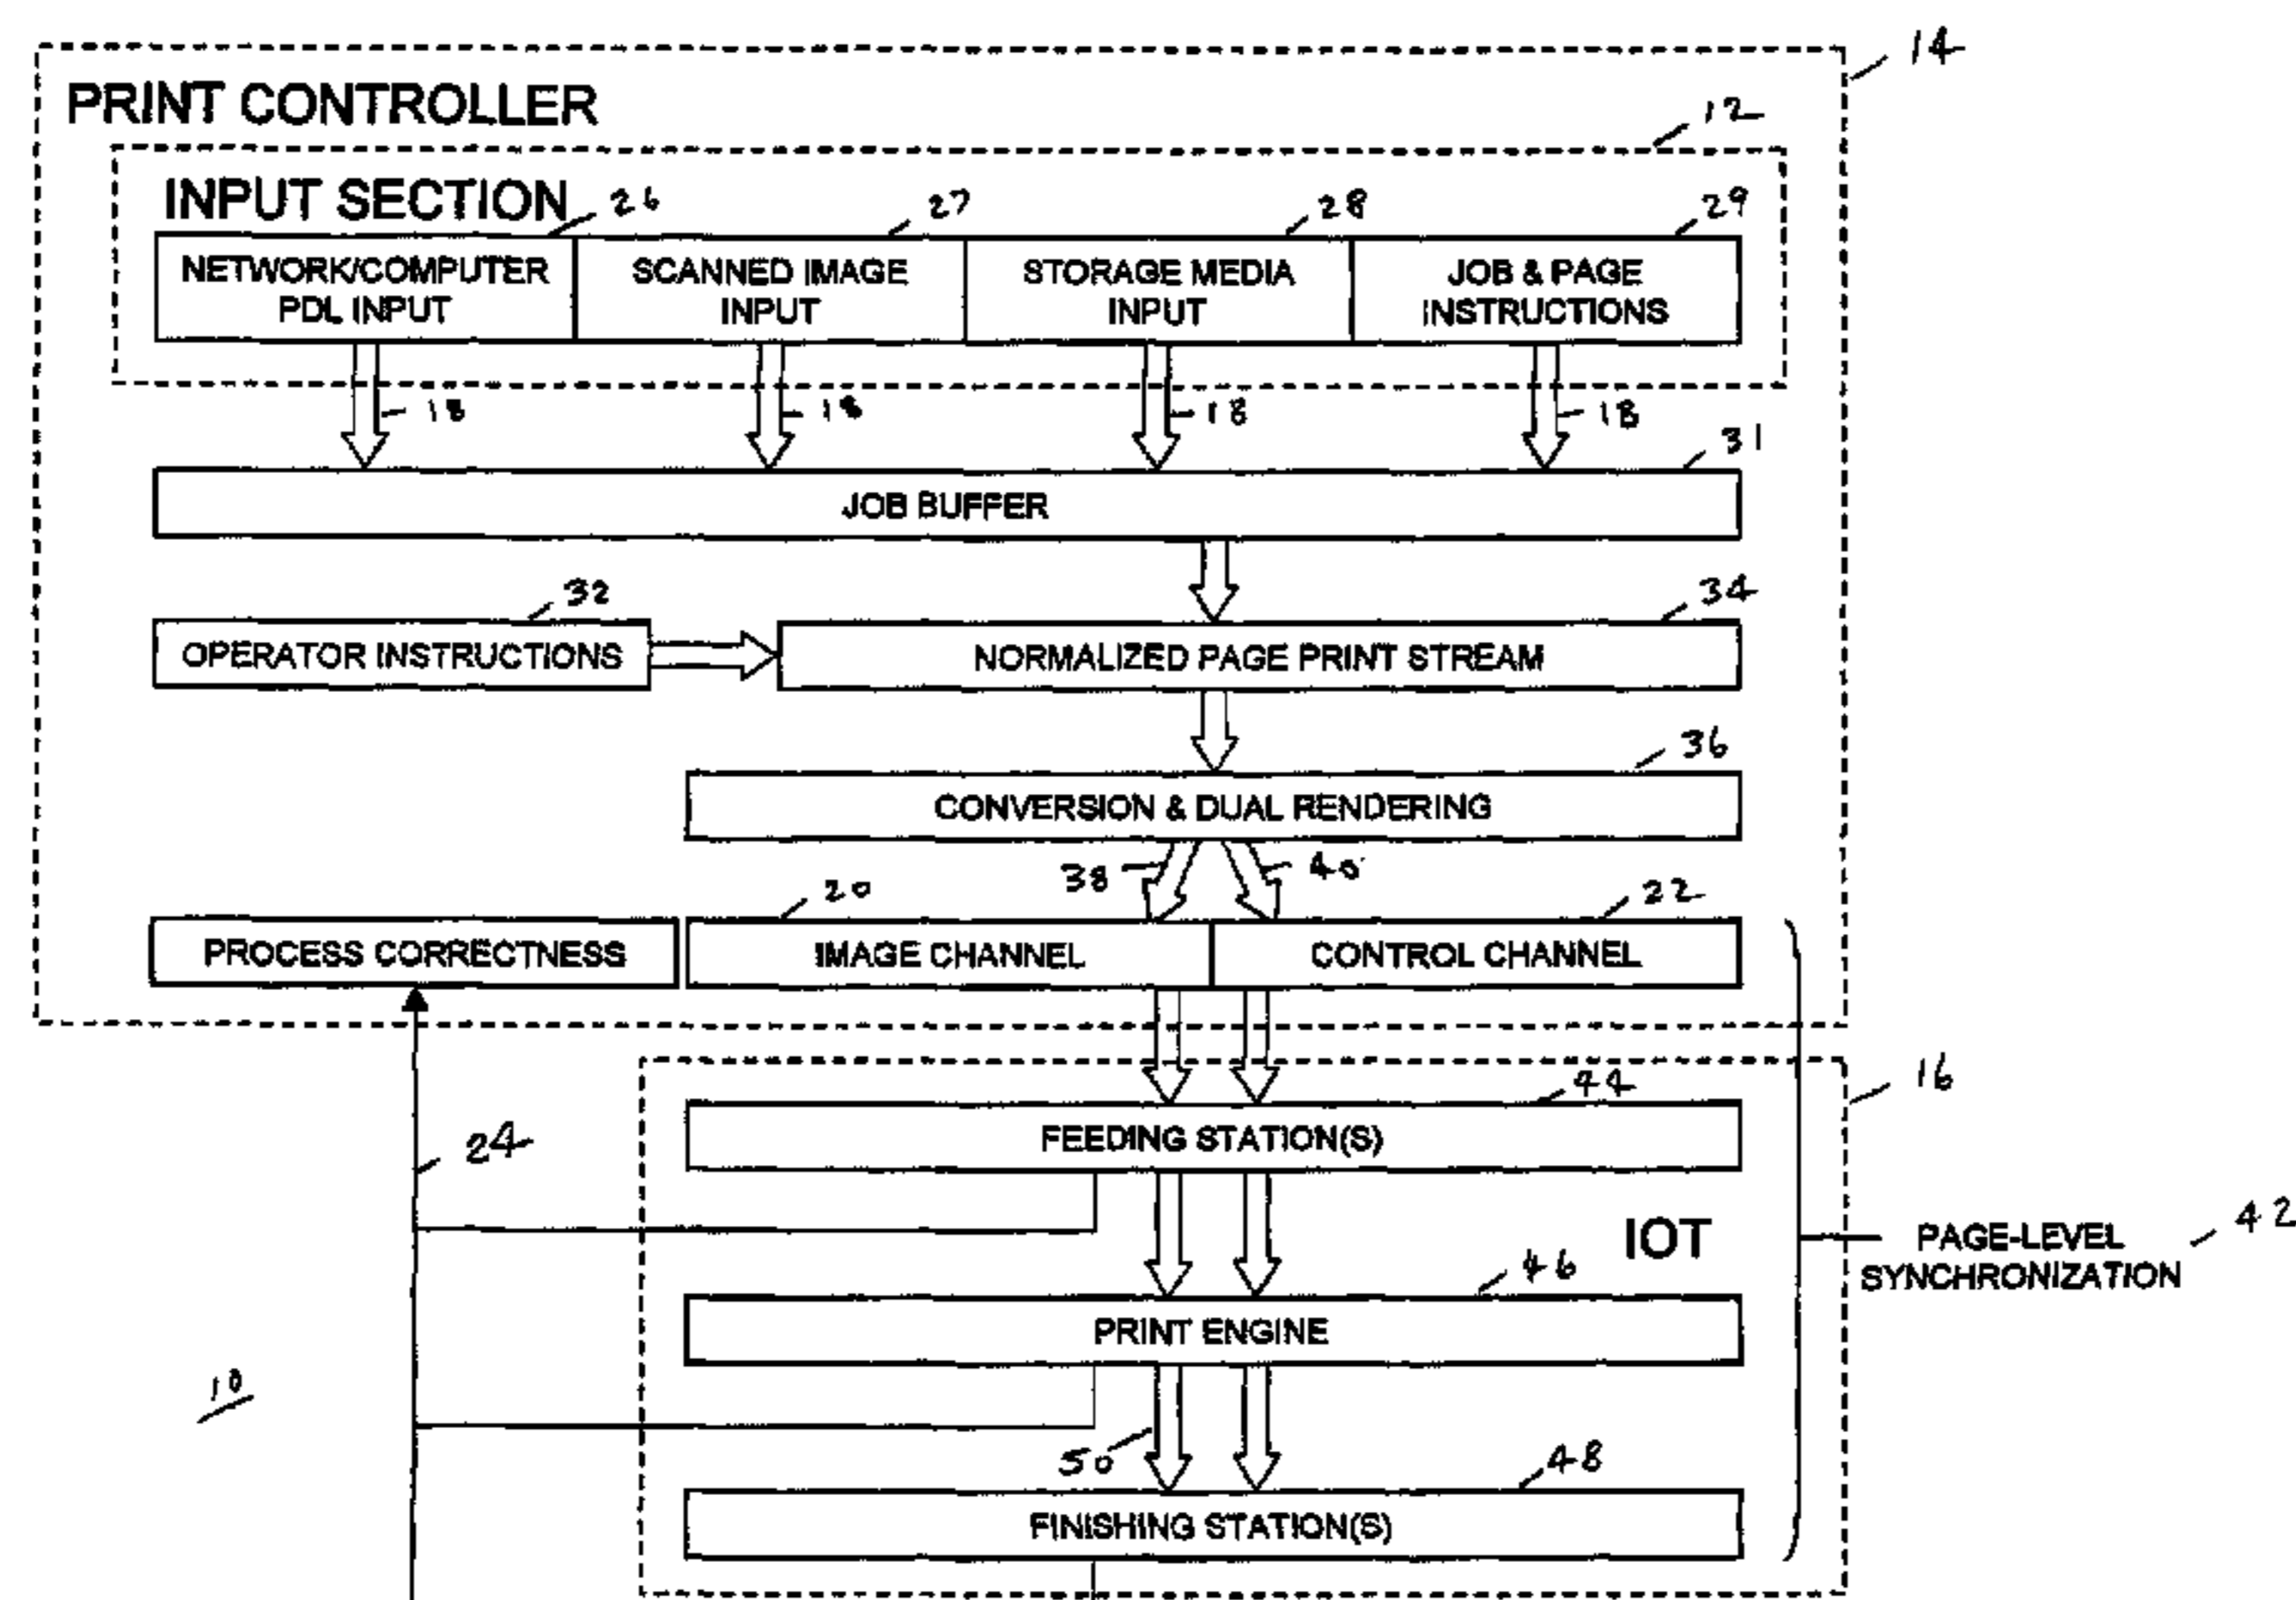 14
PRINT CONTROLLER
12
INPUT SECTION
26
27
28
29
NETWORK/COMPUTER
PDL INPUT
SCANNED IMAGE
INPUT
STORAGE MEDIA
INPUT
JOB & PAGE
INSTRUCTIONS
18
18
18
18
31
JOB BUFFER
32
34
OPERATOR INSTRUCTIONS
NORMALIZED PAGE PRINT STREAM
36
CONVERSION & DUAL RENDERING
38
40
20
22
PROCESS CORRECTNESS
IMAGE CHANNEL
CONTROL CHANNEL
16
44
FEEDING STATION(S)
24
IOT
42
PAGE-LEVEL
SYNCHRONIZATION
46
PRINT ENGINE
10
50
48
FINISHING STATION(S)